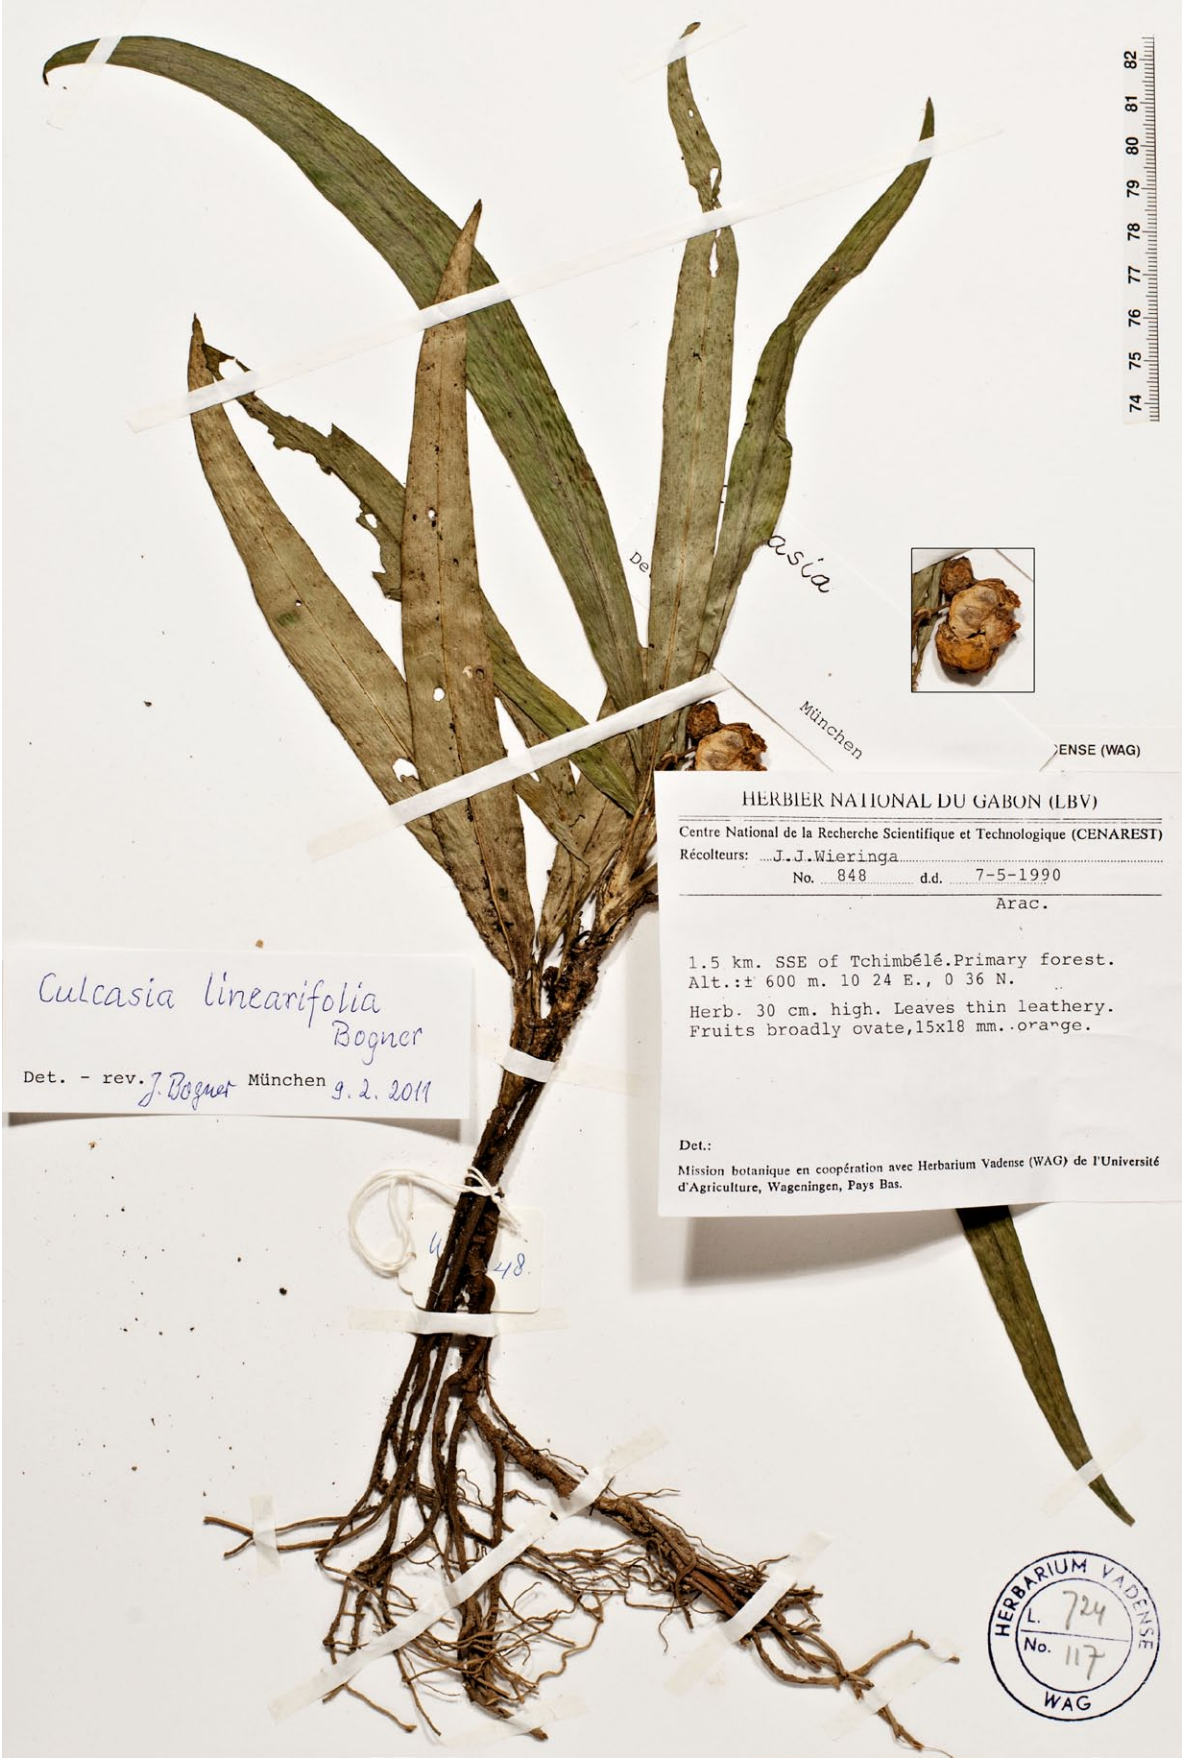 82
81
80
79
78
77
76
75
74
De
asia
München
ENSE (WAG)
HERBIER NATIONAL DU GABON (LBV)
Centre National de la Recherche Scientifique et Technologique (CENAREST)
Récolteurs: J.J.Wieringa
No. 848 d.d. 7-5-1990
Arac.
1.5 km. SSE of Tchimbélé.Primary forest.
Alt.:± 600 m. 10 24 E., 0 36 N.
Herb. 30 cm. high. Leaves thin leathery.
Fruits broadly ovate,15x18 mm. orange.
Det.:
Mission botanique en coopération avec Herbarium Vadense (WAG) de l'Université
d'Agriculture, Wageningen, Pays Bas.
Culcasia linearifolia
Bogner
Det. - rev. J. Bogner München 9.2.2011
48.
HERBARIUM VADENSE
L. 724
No. 117
WAG